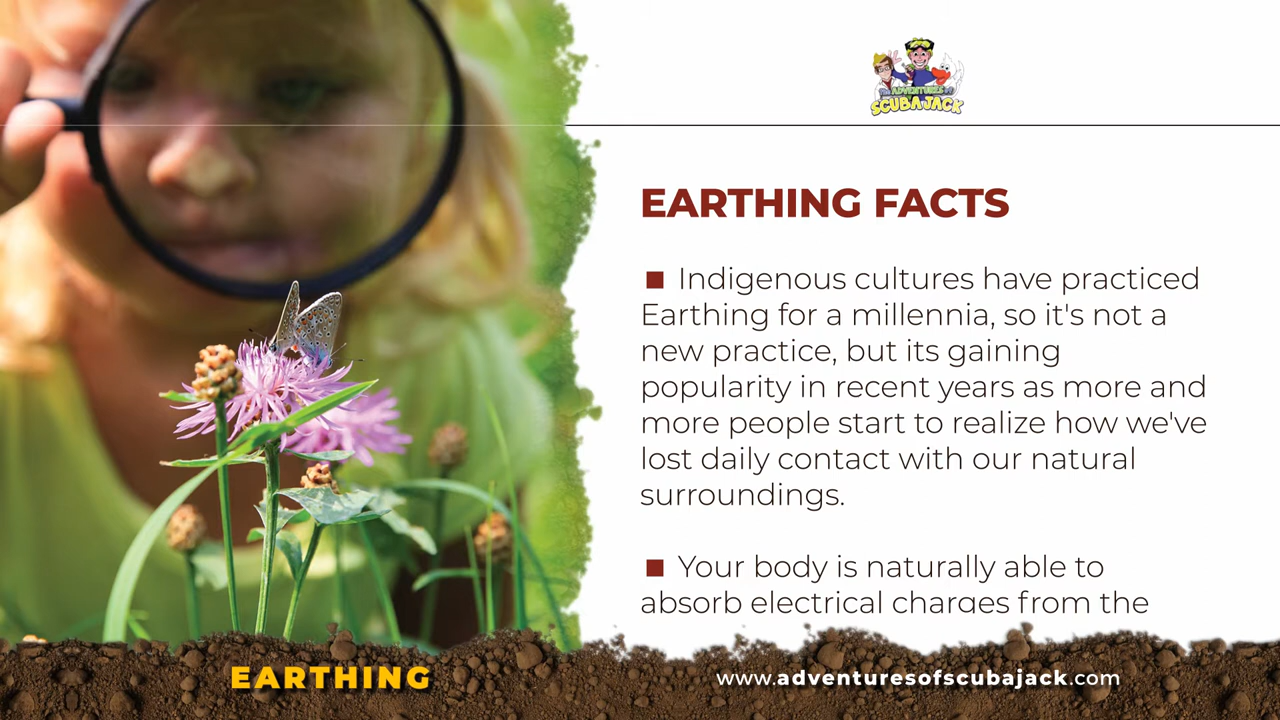 THE ADVENTURES OF
SCUBA JACK
EARTHING FACTS
■ Indigenous cultures have practiced
Earthing for a millennia, so it's not a
new practice, but its gaining
popularity in recent years as more and
more people start to realize how we've
lost daily contact with our natural
surroundings.
■ Your body is naturally able to
absorb electrical charges from the
EARTHING
www.adventuresofscubajack.com